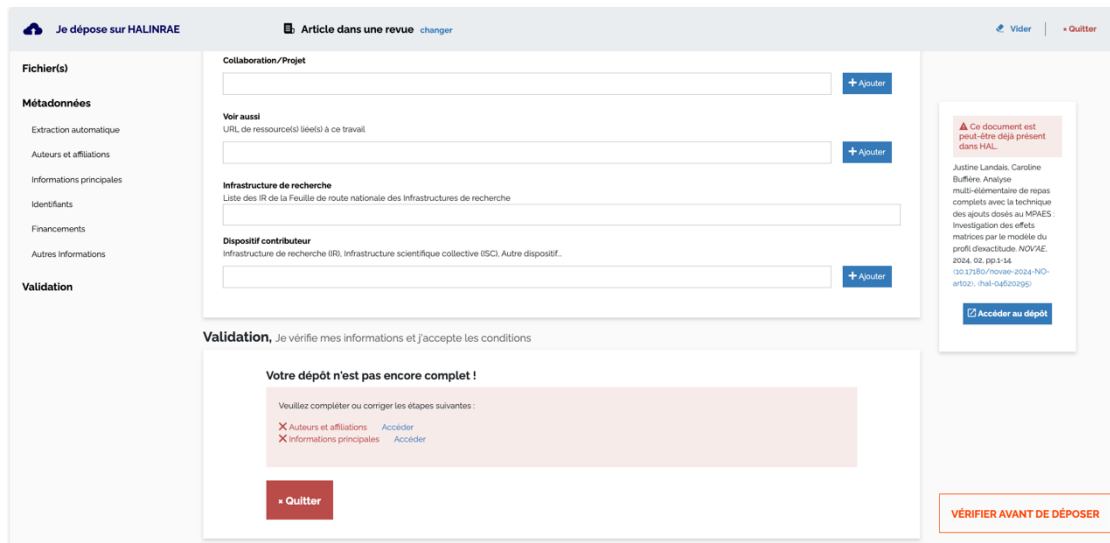 Je dépose sur HALINRAE
Article dans une revue changer
Vider
× Quitter
Fichier(s)
Métadonnées
Extraction automatique
Auteurs et affiliations
Informations principales
Identifiants
Financements
Autres Informations
Validation
Collaboration/Projet
+ Ajouter
Voir aussi
URL de ressource(s) liée(s) à ce travail
+ Ajouter
Infrastructure de recherche
Liste des IR de la Feuille de route nationale des Infrastructures de recherche
Dispositif contributeur
Infrastructure de recherche (IR), Infrastructure scientifique collective (ISC), Autre dispositif...
+ Ajouter
Validation, Je vérifie mes informations et j'accepte les conditions
Votre dépôt n'est pas encore complet !
Veuillez compléter ou corriger les étapes suivantes :
Auteurs et affiliations Accéder
Informations principales Accéder
× Quitter
Ce document est
peut-être déjà présent
dans HAL.
Justine Landais, Caroline
Buffière. Analyse
multi-élémentaire de repas
complets avec la technique
des ajouts dosés au MPAES :
Investigation des effets
matrices par le modèle du
profil d'exactitude. NOV'AE,
2024, 02, pp.1-14.
⟨10.17180/novae-2024-NO-
art02⟩. ⟨hal-04620295⟩
Accéder au dépôt
VÉRIFIER AVANT DE DÉPOSER